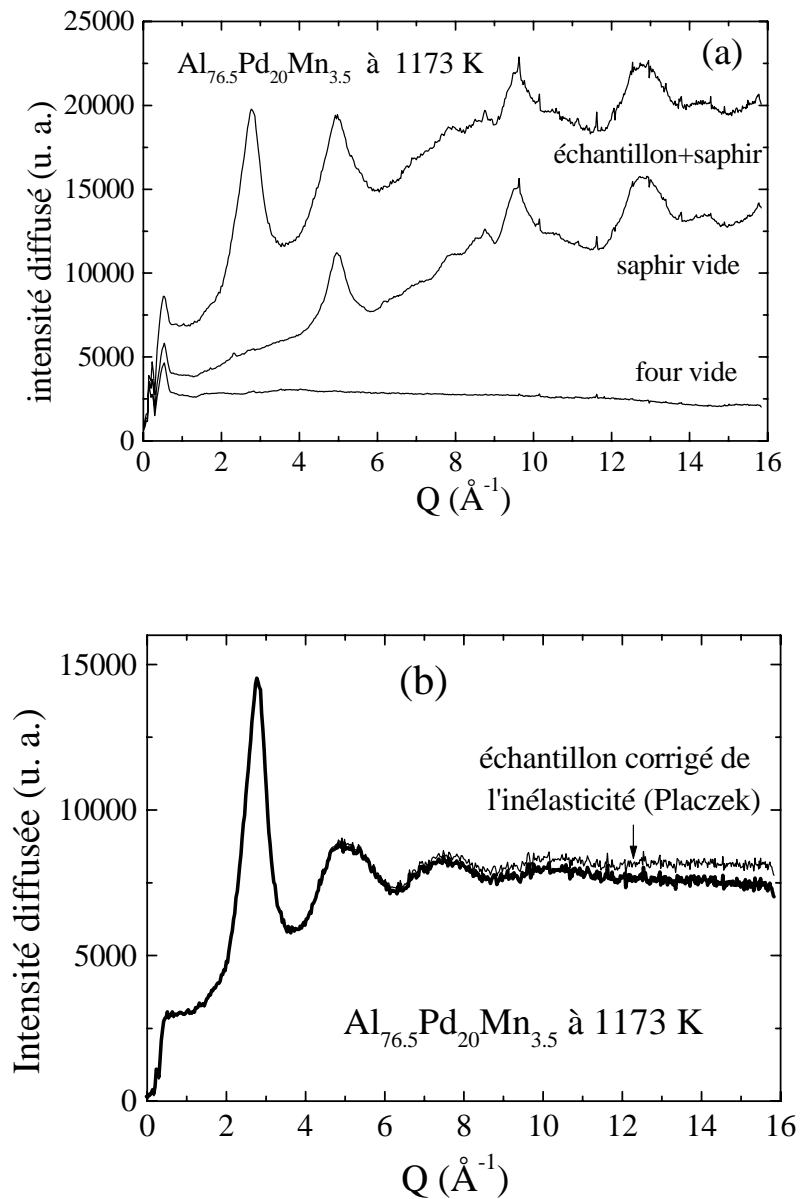 25000
20000
15000
10000
5000
0
intensité diffusé (u. a.)
Al76.5Pd20Mn3.5 à 1173 K
(a)
échantillon+saphir
saphir vide
four vide
0 2 4 6 8 10 12 14 16
Q (Å-1)
15000
10000
5000
0
Intensité diffusée (u. a.)
(b)
échantillon corrigé de
l'inélasticité (Placzek)
Al76.5Pd20Mn3.5 à 1173 K
0 2 4 6 8 10 12 14 16
Q (Å-1)